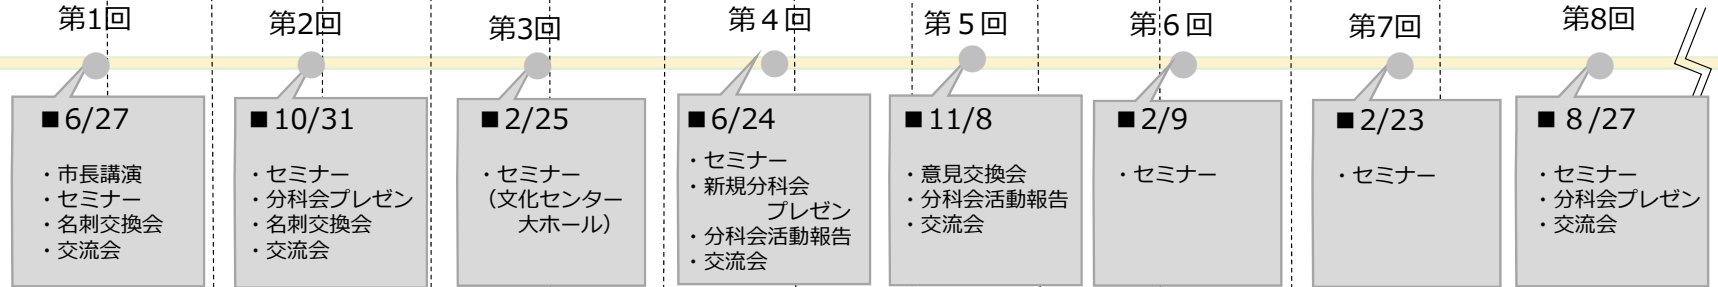 第1回
■6/27
・市長講演
・セミナー
・名刺交換会
・交流会
第2回
■10/31
・セミナー
・分科会プレゼン
・名刺交換会
・交流会
第3回
■2/25
・セミナー
（文化センター
大ホール）
第４回
■6/24
・セミナー
・新規分科会
プレゼン
・分科会活動報告
・交流会
第５回
■11/8
・意見交換会
・分科会活動報告
・交流会
第６回
■2/9
・セミナー
第7回
■2/23
・セミナー
第8回
■８/27
・セミナー
・分科会プレゼン
・交流会